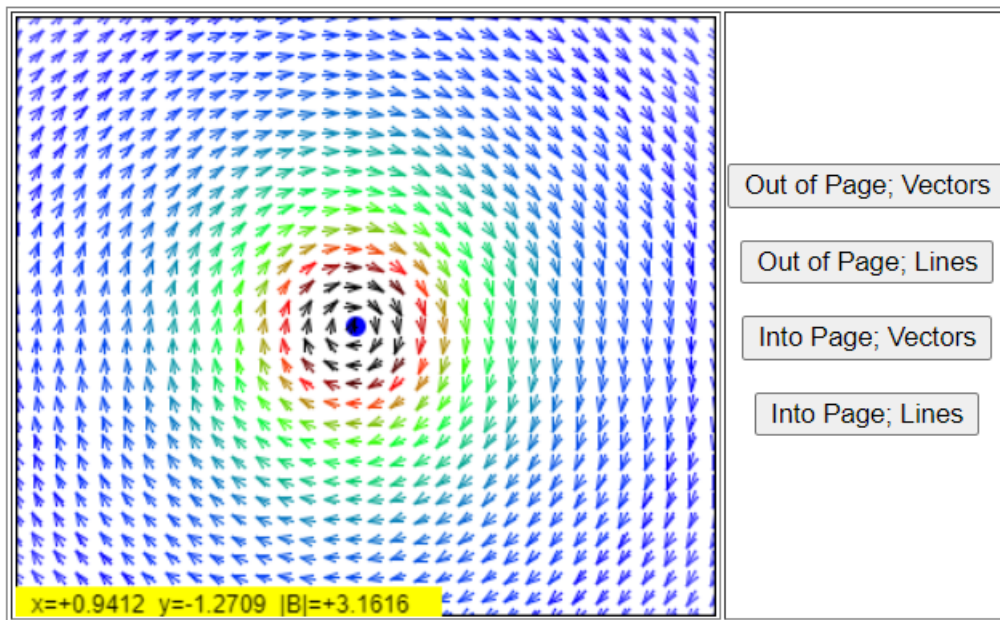 Out of Page; Vectors
Out of Page; Lines
Into Page; Vectors
Into Page; Lines
x=+0.9412 y=-1.2709 |B|=+3.1616